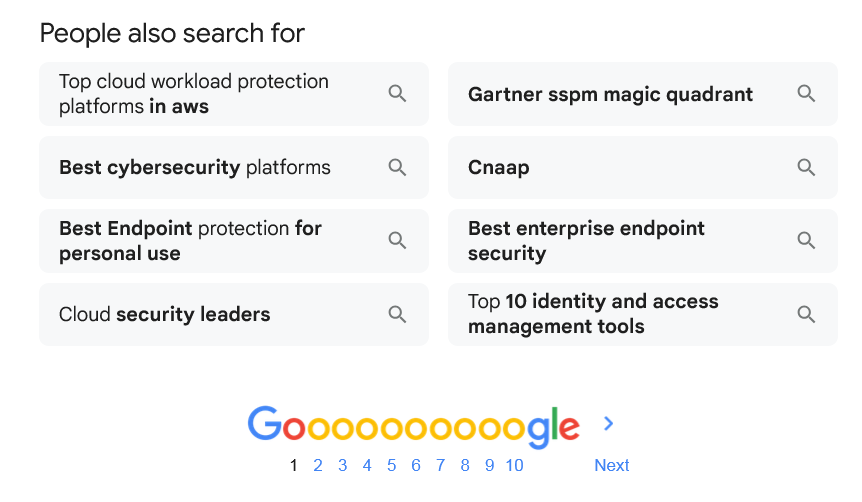 People also search for
Top cloud workload protection
platforms in aws
Gartner sspm magic quadrant
Best cybersecurity platforms
Cnaap
Best Endpoint protection for
personal use
Best enterprise endpoint
security
Cloud security leaders
Top 10 identity and access
management tools
Goooooooooogle
1 2 3 4 5 6 7 8 9 10 Next